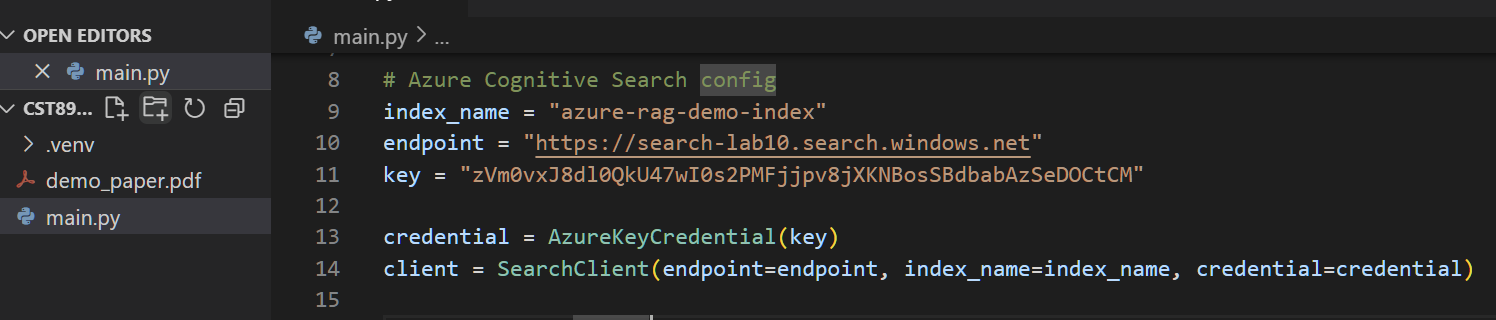 OPEN EDITORS
main.py
CST89...
.venv
demo_paper.pdf
main.py
main.py > ...
8 # Azure Cognitive Search config
9 index_name = "azure-rag-demo-index"
10 endpoint = "https://search-lab10.search.windows.net"
11 key = "zVm0vxJ8dl0QkU47wI0s2PMFjjpv8jXKNBosSBdbabAzSeDOCtCM"
12
13 credential = AzureKeyCredential(key)
14 client = SearchClient(endpoint=endpoint, index_name=index_name, credential=credential)
15